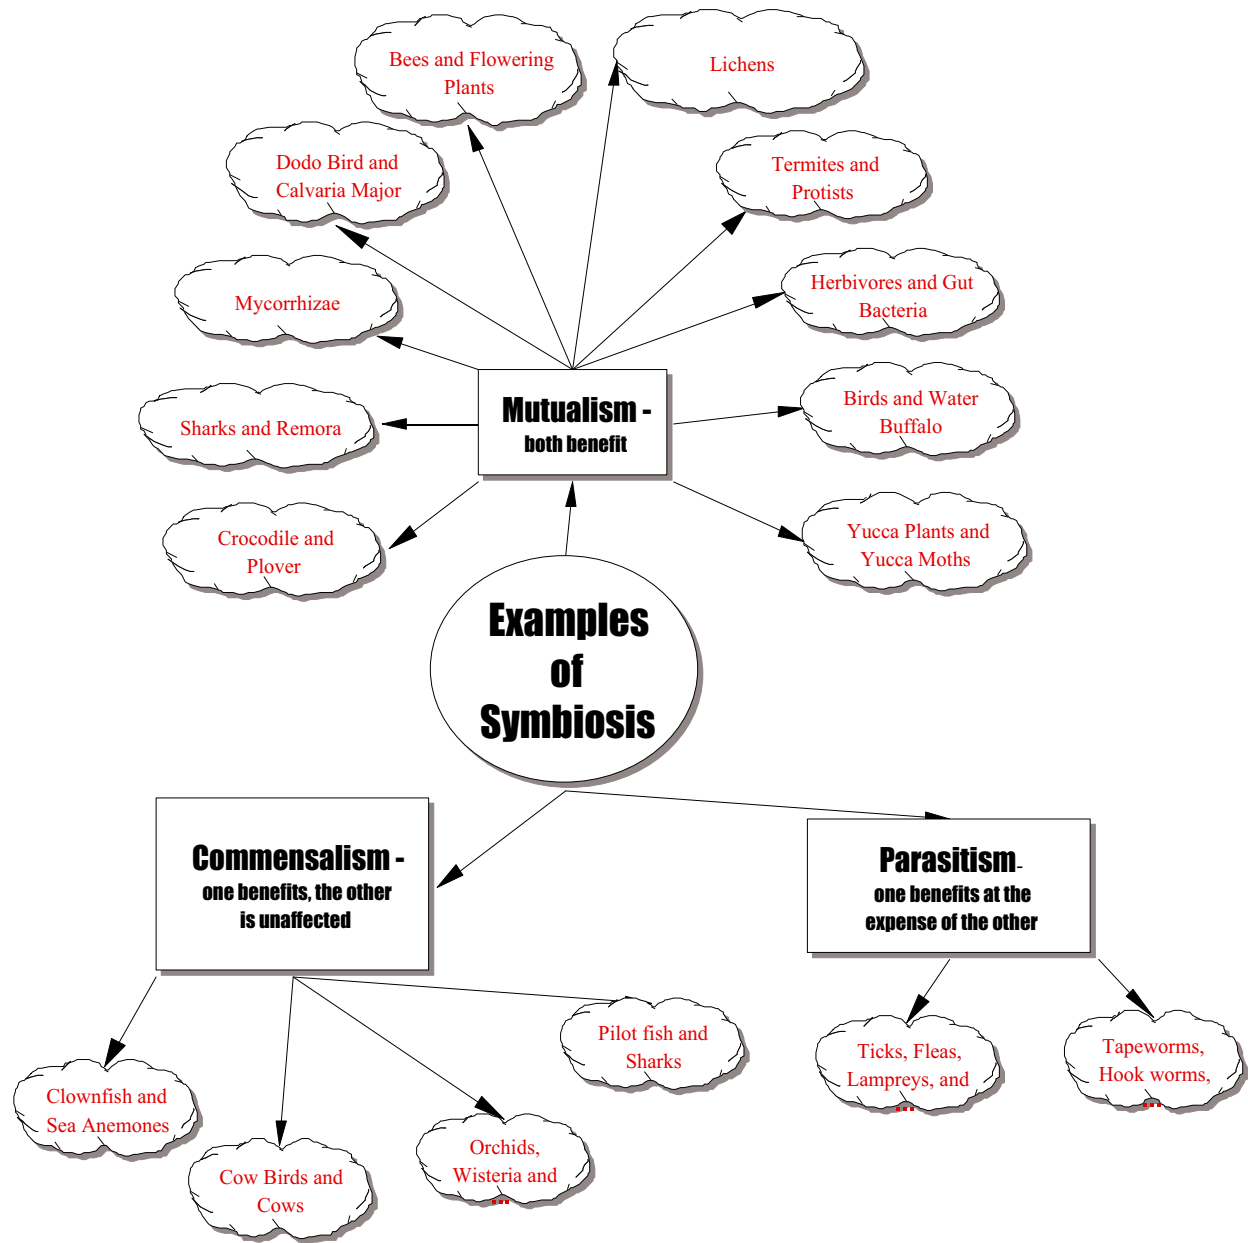 Bees and Flowering
Plants
Lichens
Dodo Bird and
Calvaria Major
Termites and
Protists
Mycorrhizae
Herbivores and Gut
Bacteria
Sharks and Remora
Mutualism -
both benefit
Birds and Water
Buffalo
Crocodile and
Plover
Yucca Plants and
Yucca Moths
Examples
of
Symbiosis
Commensalism -
one benefits, the other
is unaffected
Parasitism-
one benefits at the
expense of the other
Clownfish and
Sea Anemones
Cow Birds and
Cows
Orchids,
Wisteria and
...
Pilot fish and
Sharks
Ticks, Fleas,
Lampreys, and
...
Tapeworms,
Hook worms,
...